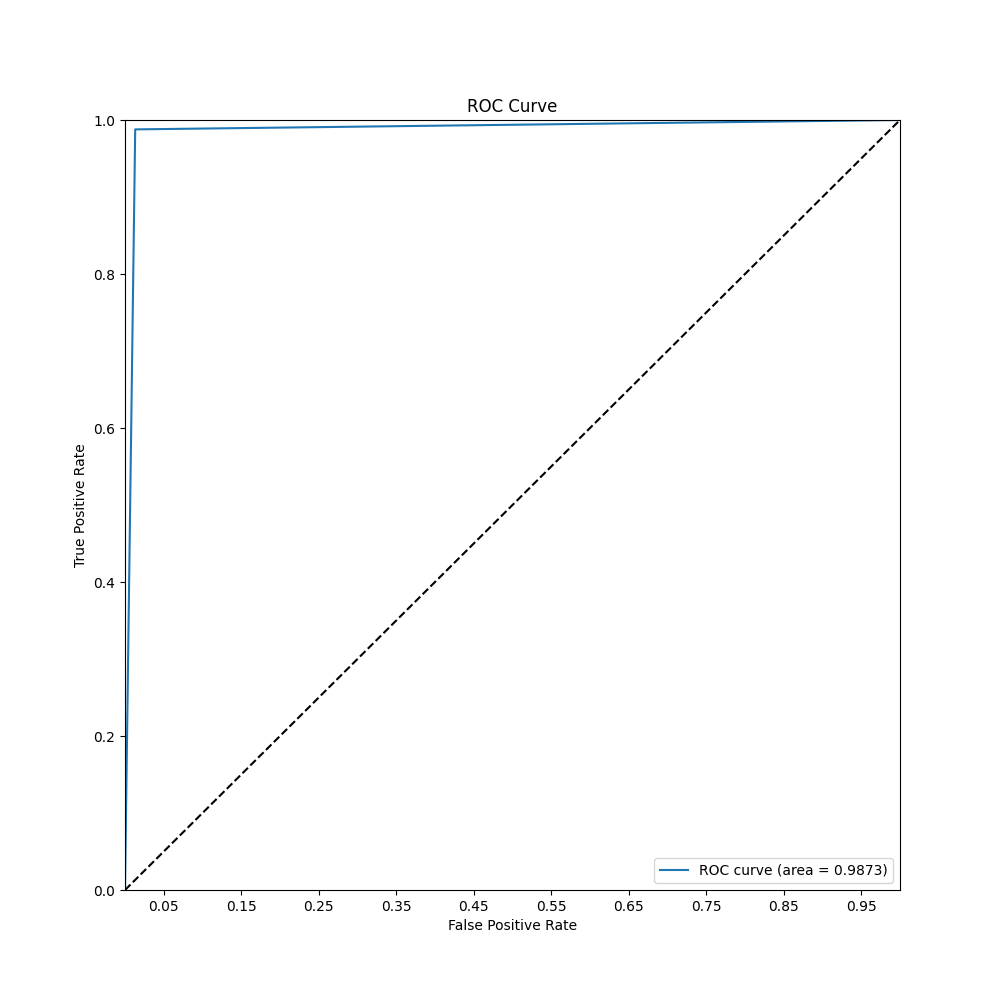 ROC Curve
1.0
0.8
0.6
0.4
0.2
0.0
True Positive Rate
0.05 0.15 0.25 0.35 0.45 0.55 0.65 0.75 0.85 0.95
False Positive Rate
ROC curve (area = 0.9873)